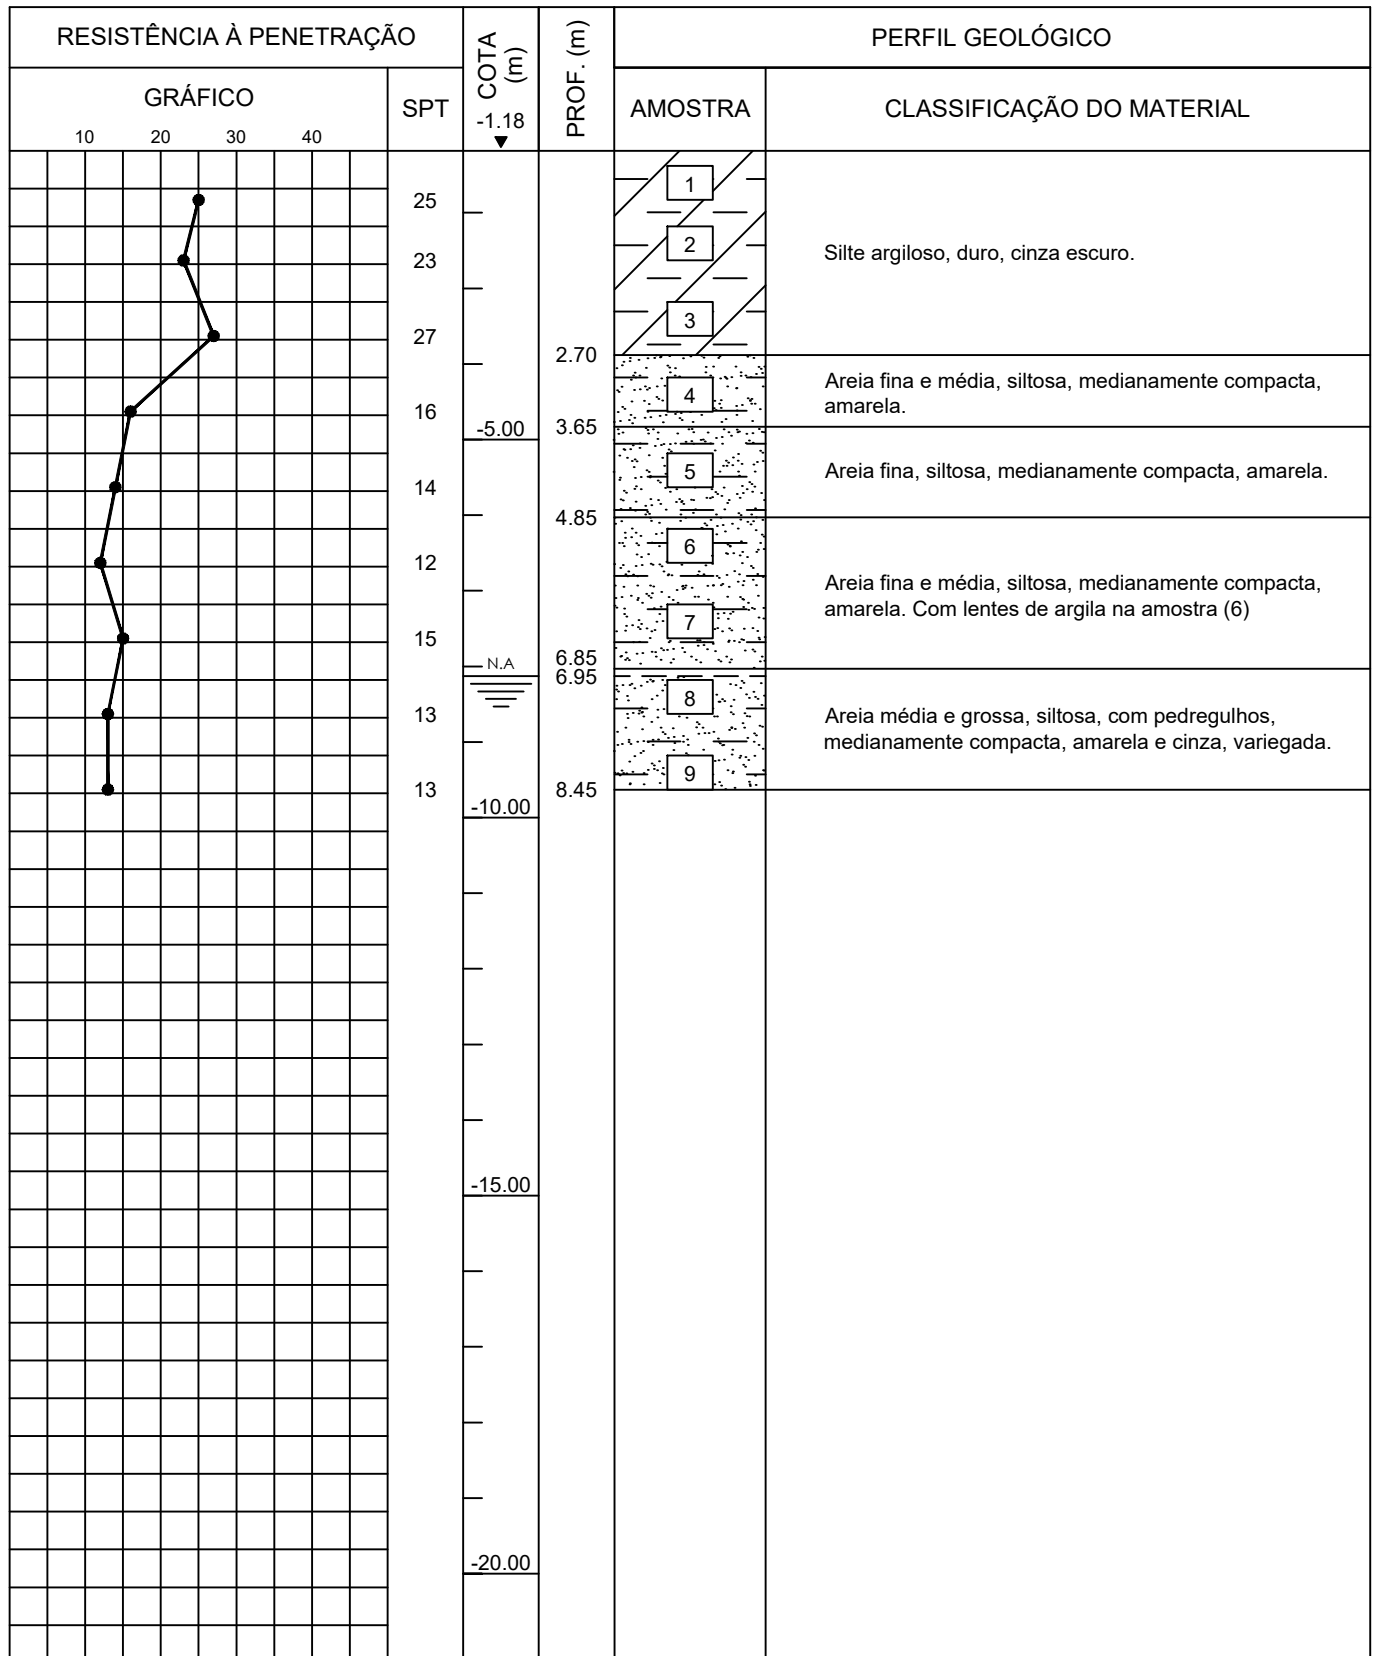 RESISTÊNCIA À PENETRAÇÃO
COTA (m)
-1.18
PROF. (m)
PERFIL GEOLÓGICO
GRÁFICO
10 20 30 40
SPT
AMOSTRA
CLASSIFICAÇÃO DO MATERIAL
1
25
2
23
Silte argiloso, duro, cinza escuro.
3
27
2.70
Areia fina e média, siltosa, medianamente compacta,
amarela.
4
16
3.65
-5.00
5
Areia fina, siltosa, medianamente compacta, amarela.
14
4.85
6
12
Areia fina e média, siltosa, medianamente compacta,
amarela. Com lentes de argila na amostra (6)
7
15
6.85
N.A
6.95
8
13
Areia média e grossa, siltosa, com pedregulhos,
medianamente compacta, amarela e cinza, variegada.
9
13
8.45
-10.00
-15.00
-20.00